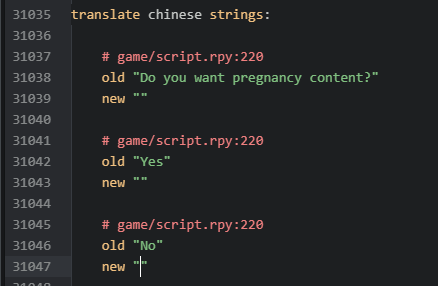 31035 translate chinese strings:
31036
31037 # game/script.rpy:220
31038 old "Do you want pregnancy content?"
31039 new ""
31040
31041 # game/script.rpy:220
31042 old "Yes"
31043 new ""
31044
31045 # game/script.rpy:220
31046 old "No"
31047 new ""
31048